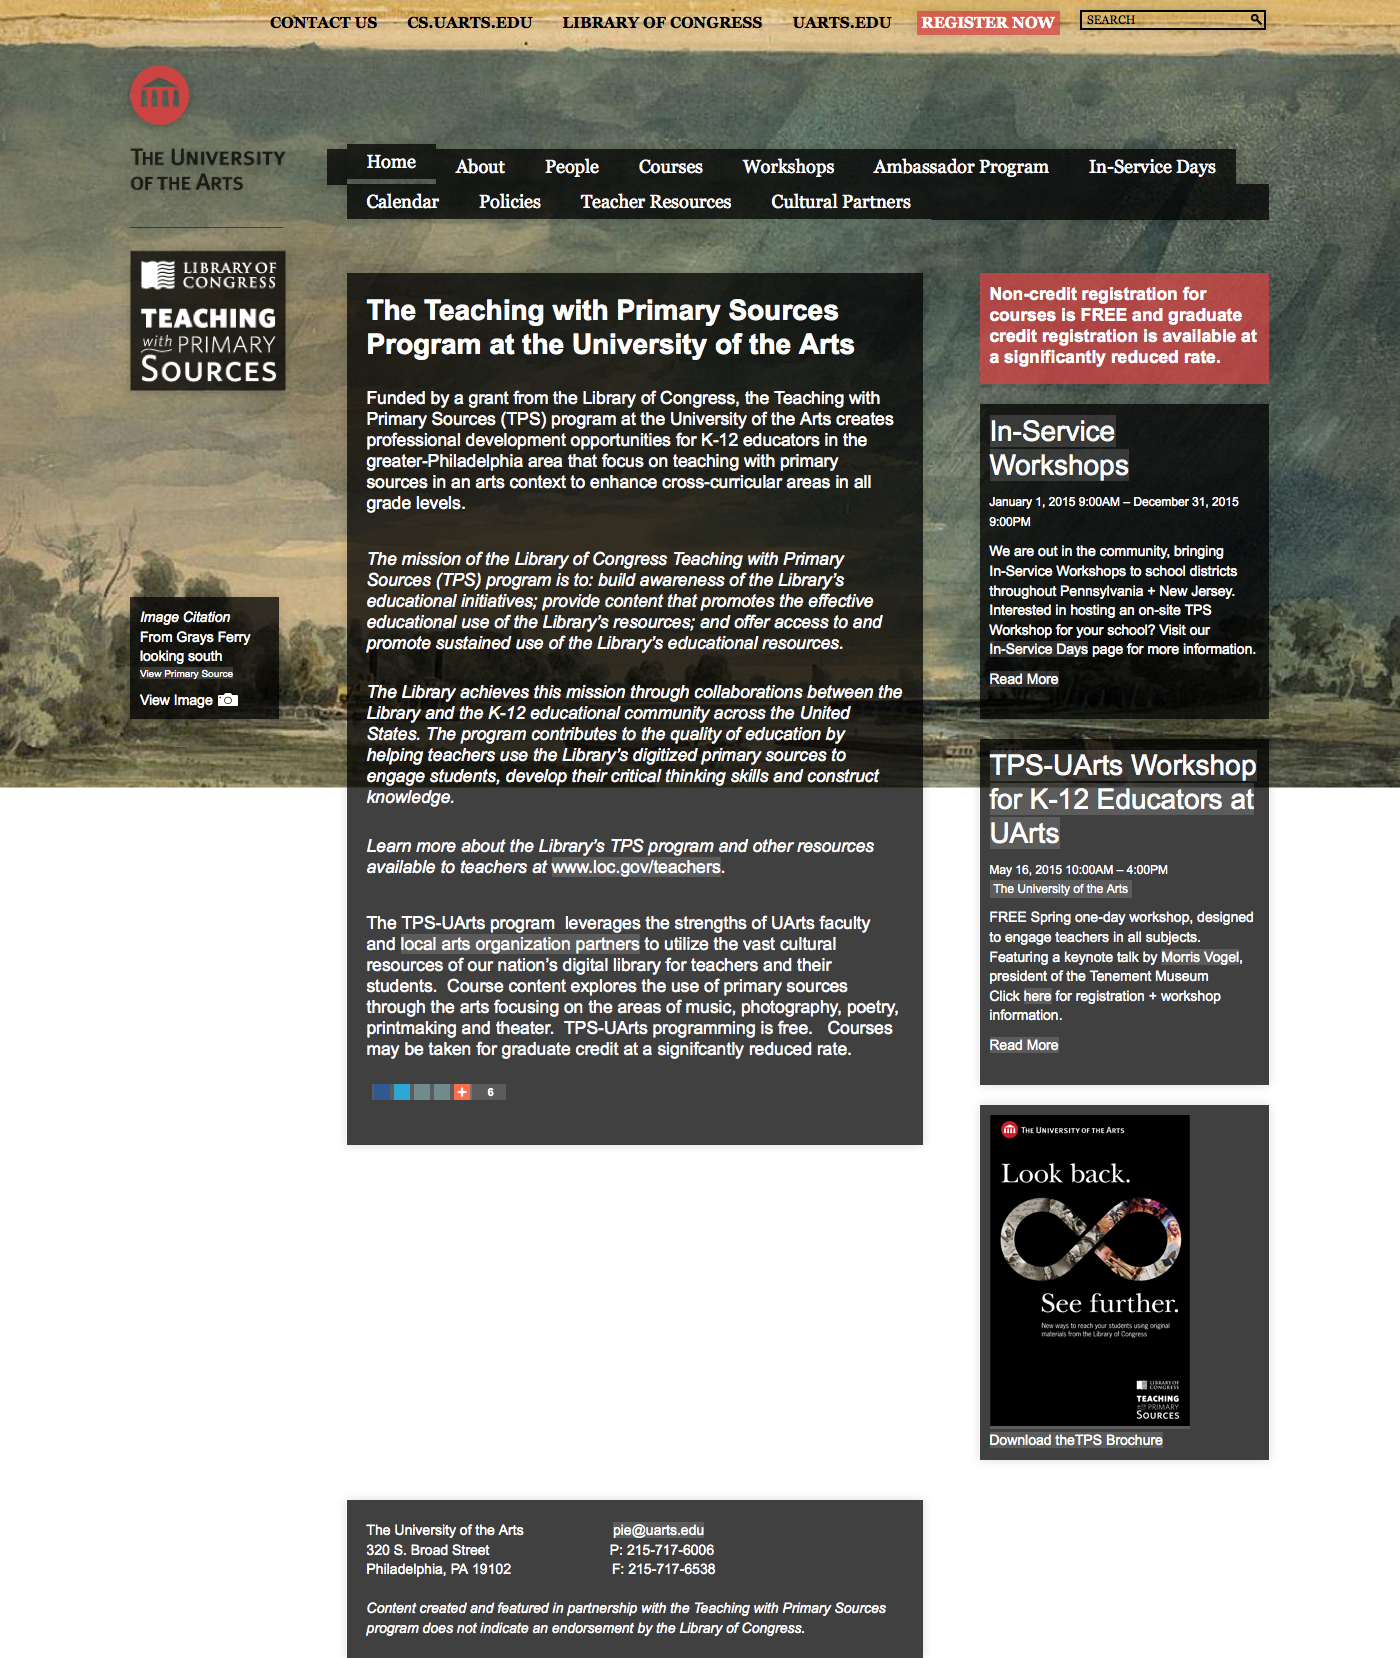 CONTACT US CS.UARTS.EDU LIBRARY OF CONGRESS UARTS.EDU REGISTER NOW SEARCH
THE UNIVERSITY
OF THE ARTS
Home About People Courses Workshops Ambassador Program In-Service Days
Calendar Policies Teacher Resources Cultural Partners
LIBRARY OF
CONGRESS
TEACHING
with PRIMARY
SOURCES
Image Citation
From Grays Ferry
looking south
View Primary Source
View Image
The Teaching with Primary Sources
Program at the University of the Arts
Funded by a grant from the Library of Congress, the Teaching with
Primary Sources (TPS) program at the University of the Arts creates
professional development opportunities for K-12 educators in the
greater-Philadelphia area that focus on teaching with primary
sources in an arts context to enhance cross-curricular areas in all
grade levels.
The mission of the Library of Congress Teaching with Primary
Sources (TPS) program is to: build awareness of the Library's
educational initiatives; provide content that promotes the effective
educational use of the Library's resources; and offer access to and
promote sustained use of the Library's educational resources.
The Library achieves this mission through collaborations between the
Library and the K-12 educational community across the United
States. The program contributes to the quality of education by
helping teachers use the Library's digitized primary sources to
engage students, develop their critical thinking skills and construct
knowledge.
Learn more about the Library's TPS program and other resources
available to teachers at www.loc.gov/teachers.
The TPS-UArts program leverages the strengths of UArts faculty
and local arts organization partners to utilize the vast cultural
resources of our nation's digital library for teachers and their
students. Course content explores the use of primary sources
through the arts focusing on the areas of music, photography, poetry,
printmaking and theater. TPS-UArts programming is free. Courses
may be taken for graduate credit at a signifcantly reduced rate.
6
Non-credit registration for
courses is FREE and graduate
credit registration is available at
a significantly reduced rate.
In-Service
Workshops
January 1, 2015 9:00AM – December 31, 2015
9:00PM
We are out in the community, bringing
In-Service Workshops to school districts
throughout Pennsylvania + New Jersey.
Interested in hosting an on-site TPS
Workshop for your school? Visit our
In-Service Days page for more information.
Read More
TPS-UArts Workshop
for K-12 Educators at
UArts
May 16, 2015 10:00AM – 4:00PM
The University of the Arts
FREE Spring one-day workshop, designed
to engage teachers in all subjects.
Featuring a keynote talk by Morris Vogel,
president of the Tenement Museum
Click here for registration + workshop
information.
Read More
THE UNIVERSITY OF THE ARTS
Look back.
See further.
New ways to reach your students using original
materials from the Library of Congress
LIBRARY OF
CONGRESS
TEACHING
with PRIMARY
SOURCES
Download theTPS Brochure
The University of the Arts pie@uarts.edu
320 S. Broad Street P: 215-717-6006
Philadelphia, PA 19102 F: 215-717-6538
Content created and featured in partnership with the Teaching with Primary Sources
program does not indicate an endorsement by the Library of Congress.